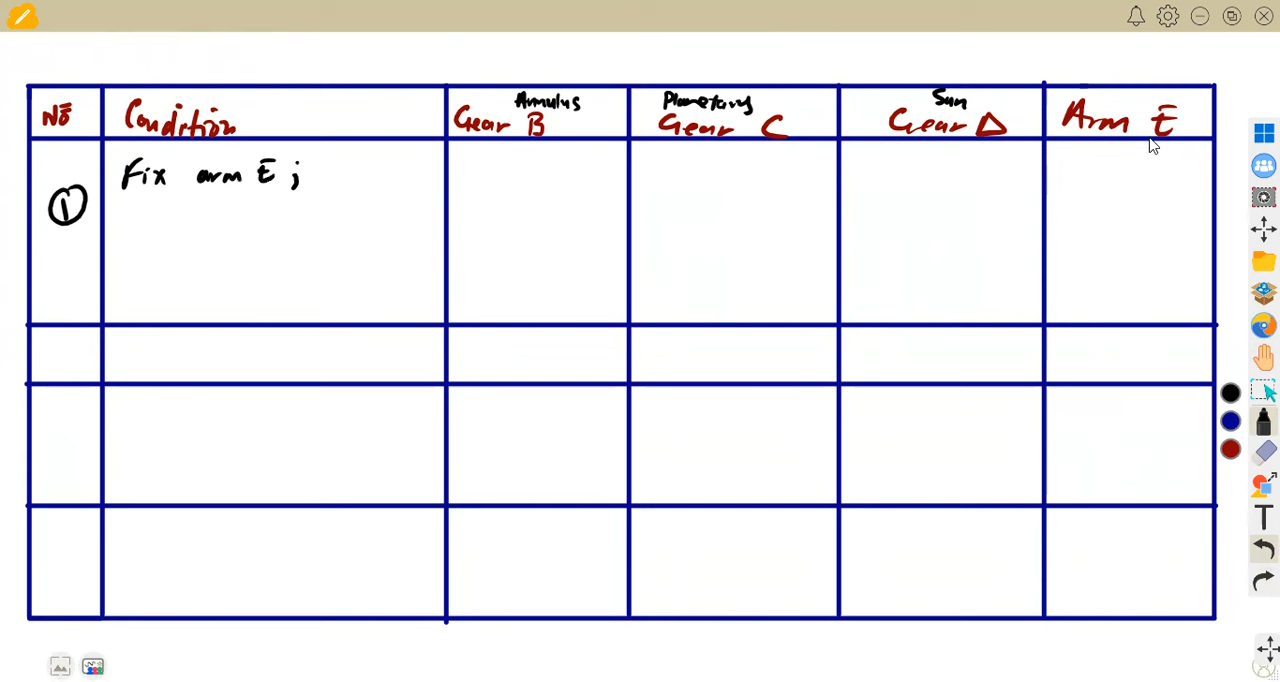 Nō Condition Gear B Annulus Gear C Planetary Gear D Sun Arm E
① Fix arm E ;
T